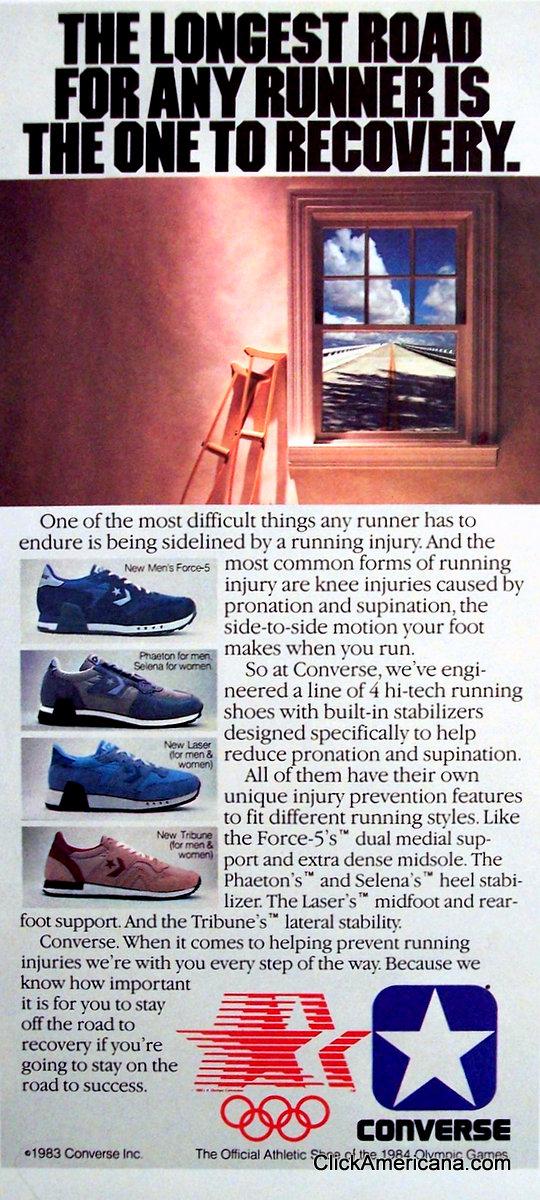 THE LONGEST ROAD
FOR ANY RUNNER IS
THE ONE TO RECOVERY.
One of the most difficult things any runner has to
endure is being sidelined by a running injury. And the
most common forms of running
injury are knee injuries caused by
pronation and supination, the
side-to-side motion your foot
makes when you run.
So at Converse, we've engi-
neered a line of 4 hi-tech running
shoes with built-in stabilizers
designed specifically to help
reduce pronation and supination.
All of them have their own
unique injury prevention features
to fit different running styles. Like
the Force-5's™ dual medial sup-
port and extra dense midsole. The
Phaeton's™ and Selena's™ heel stabi-
lizer. The Laser's™ midfoot and rear-
foot support. And the Tribune's™ lateral stability.
Converse. When it comes to helping prevent running
injuries we're with you every step of the way. Because we
know how important
it is for you to stay
off the road to
recovery if you're
going to stay on the
road to success.
New Men's Force-5
Phaeton for men,
Selena for women.
New Laser
(for men &
women)
New Tribune
(for men &
women)
CONVERSE
©1983 Converse Inc.
The Official Athletic Shoe of the 1984 Olympic Games
ClickAmericana.com